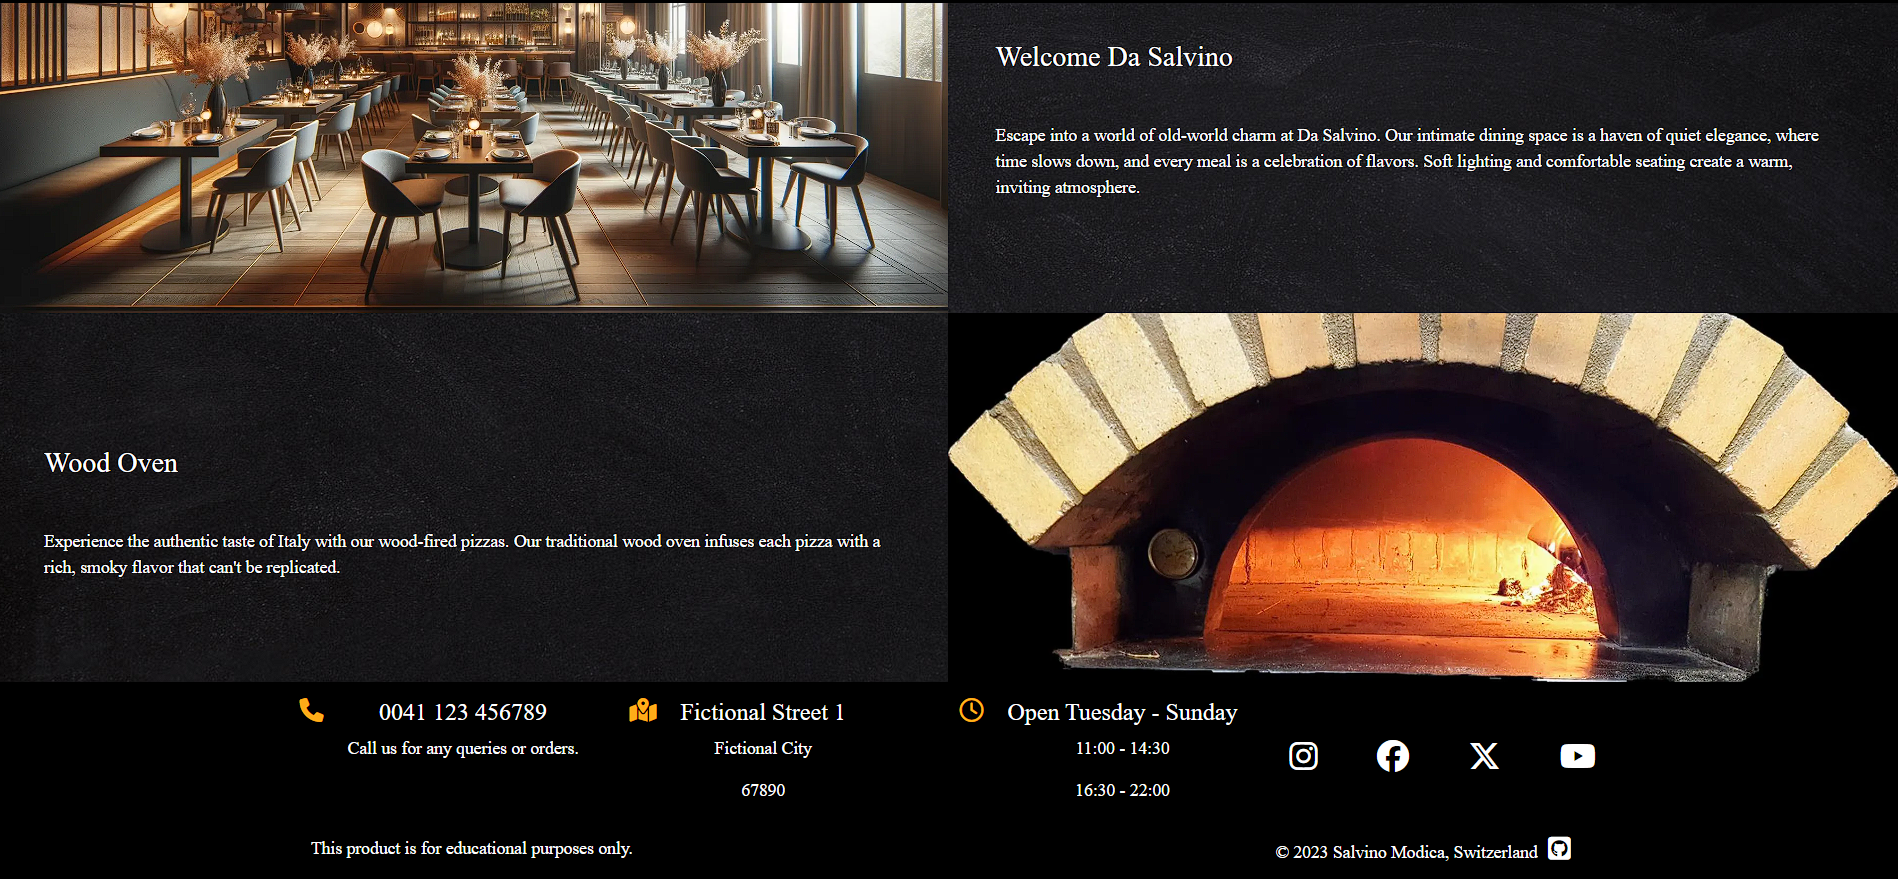 Welcome Da Salvino
Escape into a world of old-world charm at Da Salvino. Our intimate dining space is a haven of quiet elegance, where
time slows down, and every meal is a celebration of flavors. Soft lighting and comfortable seating create a warm,
inviting atmosphere.
Wood Oven
Experience the authentic taste of Italy with our wood-fired pizzas. Our traditional wood oven infuses each pizza with a
rich, smoky flavor that can't be replicated.
0041 123 456789
Call us for any queries or orders.
Fictional Street 1
Fictional City
67890
Open Tuesday - Sunday
11:00 - 14:30
16:30 - 22:00
This product is for educational purposes only.
© 2023 Salvino Modica, Switzerland